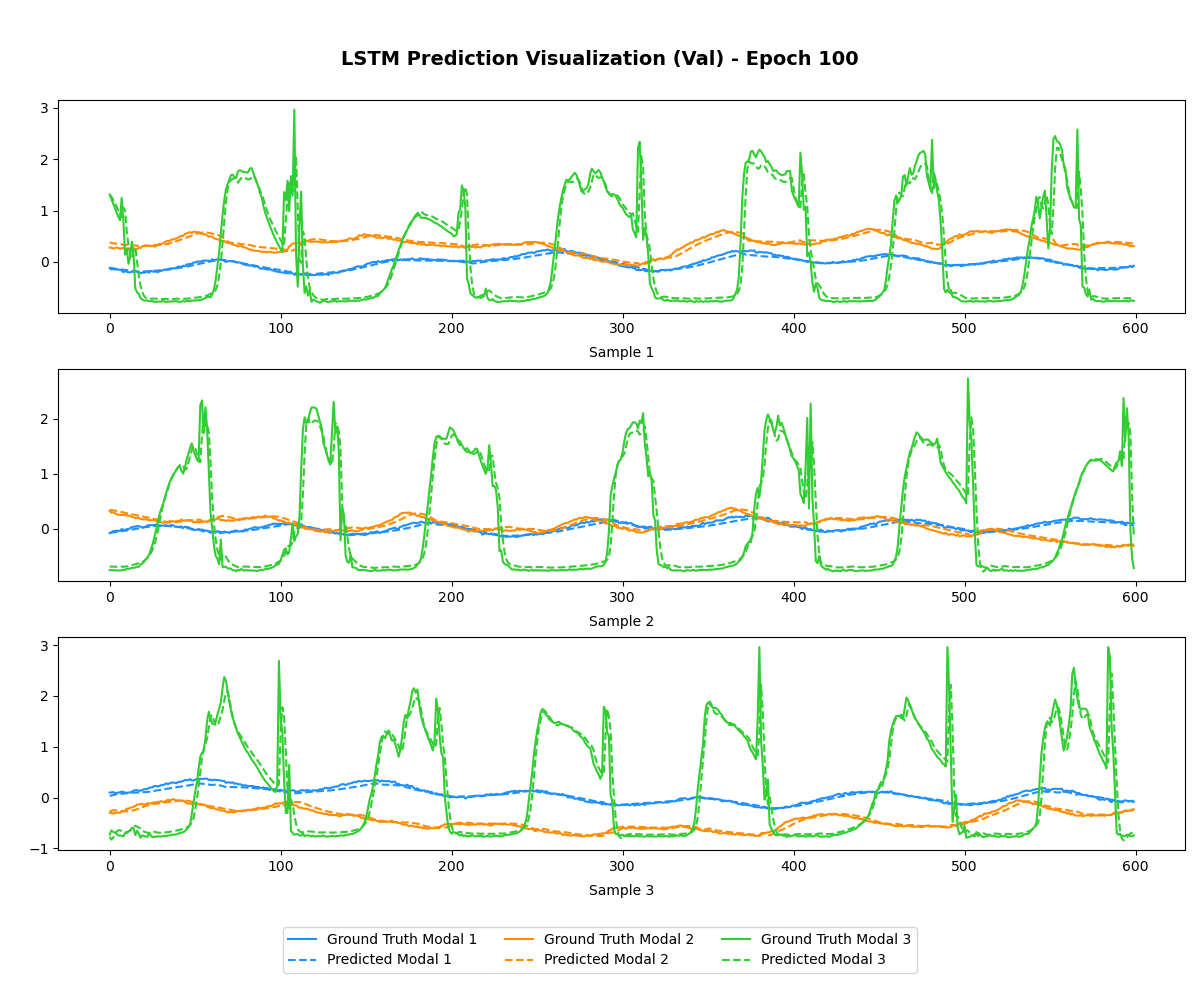 LSTM Prediction Visualization (Val) - Epoch 100
3
2
1
0
0 100 200 300 400 500 600
Sample 1
2
1
0
0 100 200 300 400 500 600
Sample 2
3
2
1
0
−1
0 100 200 300 400 500 600
Sample 3
Ground Truth Modal 1 Ground Truth Modal 2 Ground Truth Modal 3
Predicted Modal 1 Predicted Modal 2 Predicted Modal 3